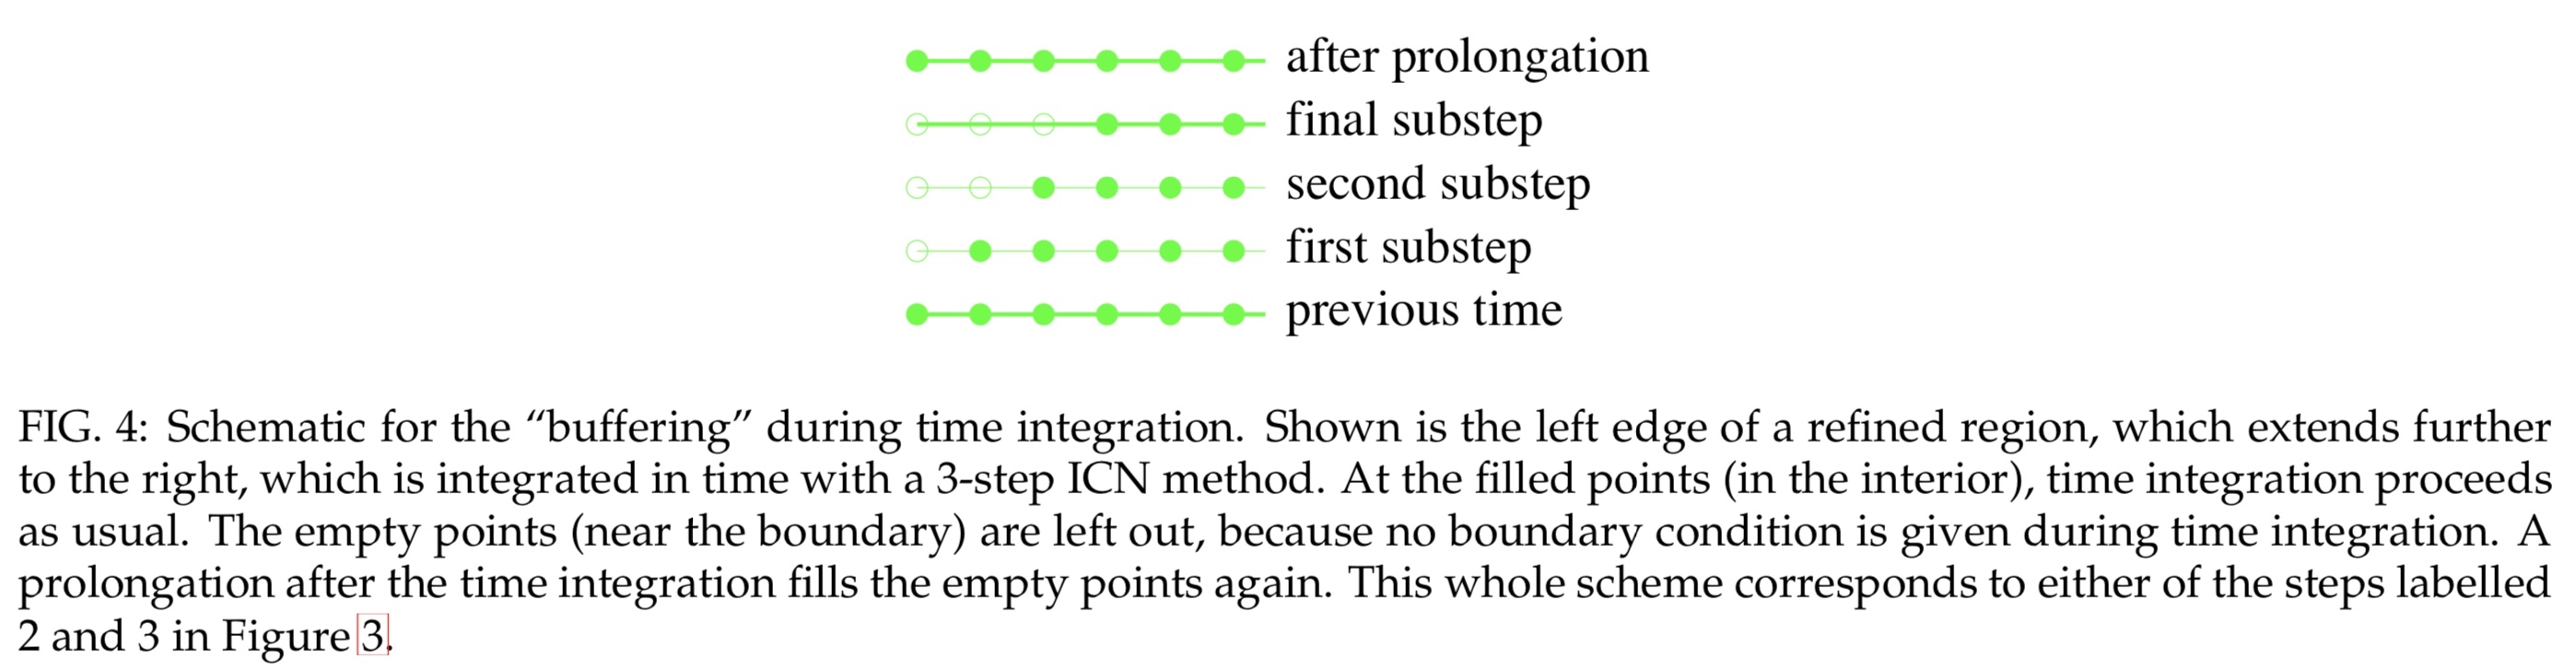 after prolongation
final substep
second substep
first substep
previous time
FIG. 4: Schematic for the “buffering” during time integration. Shown is the left edge of a refined region, which extends further
to the right, which is integrated in time with a 3-step ICN method. At the filled points (in the interior), time integration proceeds
as usual. The empty points (near the boundary) are left out, because no boundary condition is given during time integration. A
prolongation after the time integration fills the empty points again. This whole scheme corresponds to either of the steps labelled
2 and 3 in Figure 3.